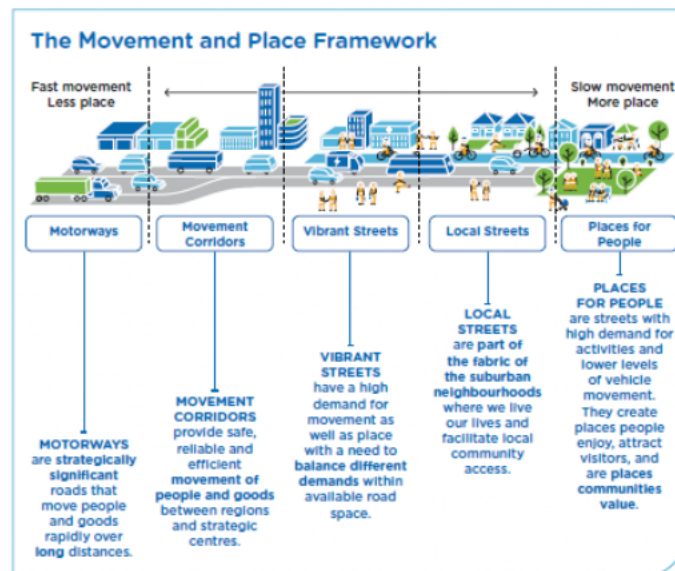 The Movement and Place Framework
Fast movement
Less place
Slow movement
More place
Motorways
Movement
Corridors
Vibrant Streets
Local Streets
Places for
People
MOTORWAYS
are strategically
significant
roads that
move people
and goods
rapidly over
long distances.
MOVEMENT
CORRIDORS
provide safe,
reliable and
efficient
movement of
people and goods
between regions
and strategic
centres.
VIBRANT
STREETS
have a high
demand for
movement as
well as place
with a need to
balance different
demands within
available road
space.
LOCAL
STREETS
are part of
the fabric of
the suburban
neighbourhoods
where we live
our lives and
facilitate local
community
access.
PLACES
FOR PEOPLE
are streets with
high demand for
activities and
lower levels
of vehicle
movement.
They create
places people
enjoy, attract
visitors, and
are places
communities
value.